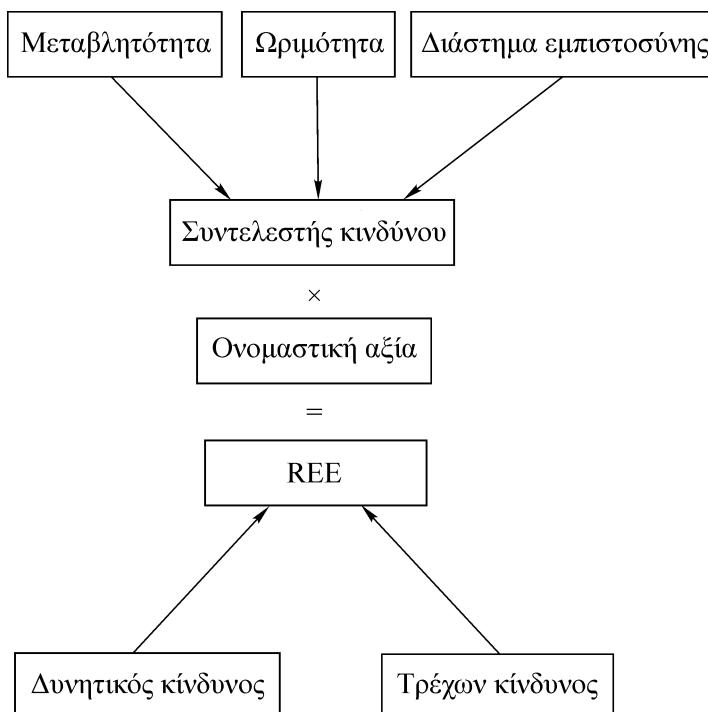 Μεταβλητότητα
Ωριμότητα
Διάστημα εμπιστοσύνης
Συντελεστής κινδύνου
×
Ονομαστική αξία
=
REE
Δυνητικός κίνδυνος
Τρέχων κίνδυνος